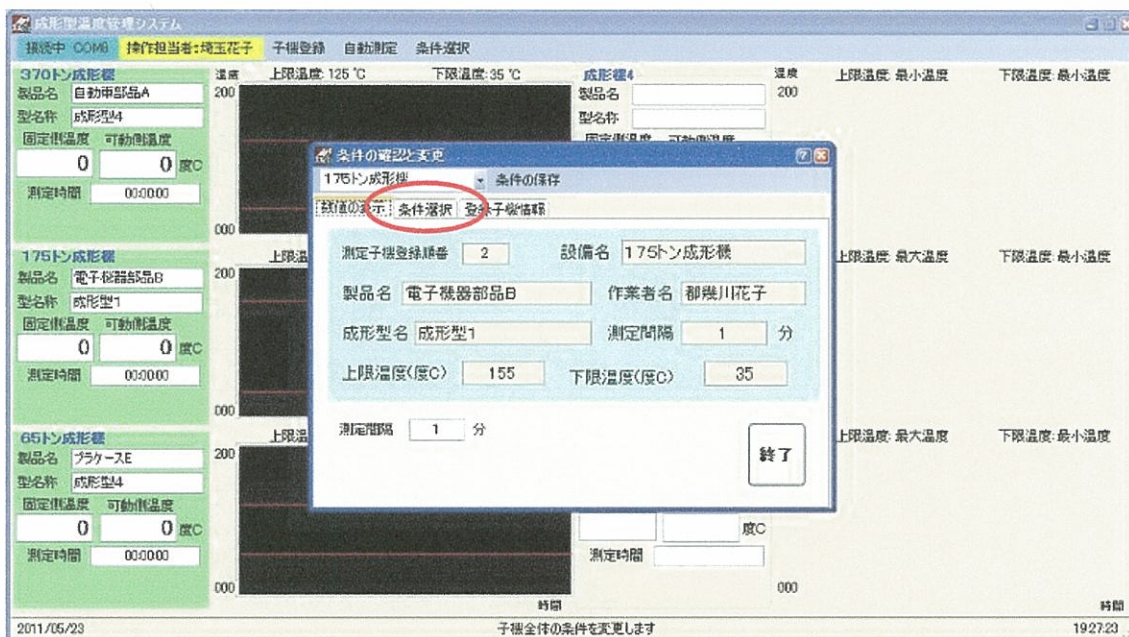 成形型温度管理システム
接続中 COM8 操作担当者:埼玉花子 子機登録 自動測定 条件選択
370トン成形機 温度 上限温度: 125 ℃ 下限温度: 35 ℃ 成形機4 温度 上限温度: 最小温度 下限温度: 最小温度
製品名 自動車部品A 200 製品名 200
型名称 成形型4 型名称
固定側温度 可動側温度 固定側温度 可動側温度
0 0 度C
測定時間 00:00:00
000
条件の確認と変更
175トン成形機 条件の保存
数値の表示 条件選択 登録子機情報
測定子機登録順番 2 設備名 175トン成形機
製品名 電子機器部品B 作業者名 都幾川花子
成形型名 成形型1 測定間隔 1 分
上限温度(度C) 155 下限温度(度C) 35
測定間隔 1 分
終了
175トン成形機 上限温 上限温度: 最大温度 下限温度: 最小温度
製品名 電子機器部品B 200
型名称 成形型1
固定側温度 可動側温度
0 0 度C
測定時間 00:00:00
000
65トン成形機 上限温 上限温度: 最大温度 下限温度: 最小温度
製品名 プラケースE 200
型名称 成形型4
固定側温度 可動側温度
0 0 度C 度C
測定時間 00:00:00 測定時間
000 000
時間 時間
2011/05/23 子機全体の条件を変更します 19:27:23